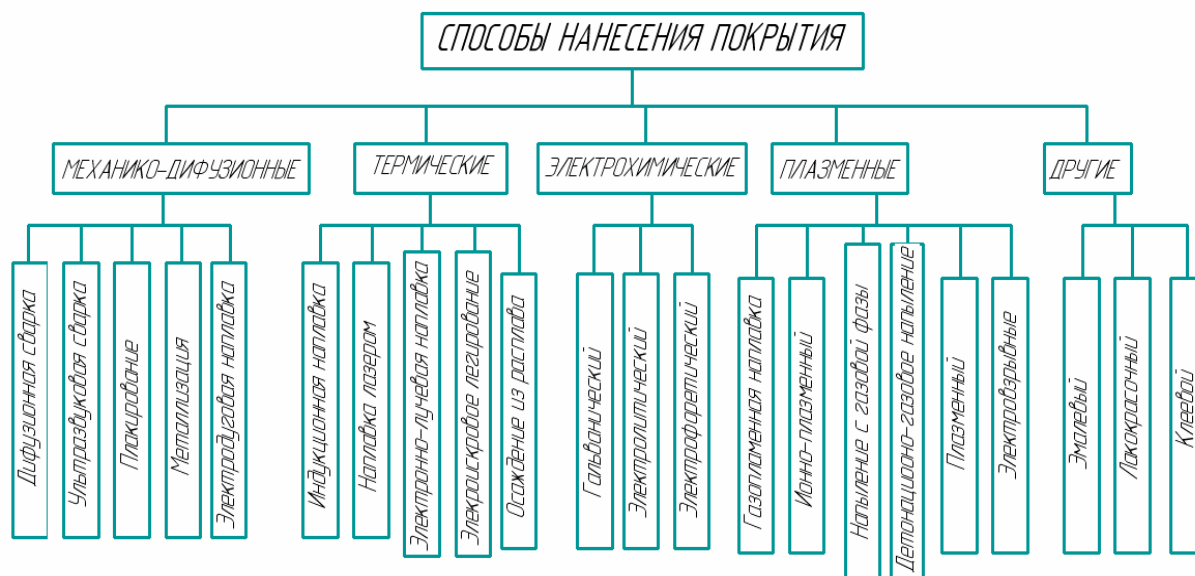 СПОСОБЫ НАНЕСЕНИЯ ПОКРЫТИЯ
МЕХАНИКО-ДИФУЗИОННЫЕ
ТЕРМИЧЕСКИЕ
ЭЛЕКТРОХИМИЧЕСКИЕ
ПЛАЗМЕННЫЕ
ДРУГИЕ
Дифузионная сварка
Ультразвуковая сварка
Плакирование
Металлизация
Электродуговая наплавка
Индукционная наплавка
Наплавка лазерам
Электронно-лучевая наплавка
Элекроискровое легирование
Осаждение из расплава
Гальванический
Электролитический
Электрофоретический
Газопламенная наплавка
Ионно-плазменный
Напыление с газовой фазы
Детонационо-газовое напыление
Плазменный
Электровзрывные
Эмалевый
Лакокрасочный
Клеевой